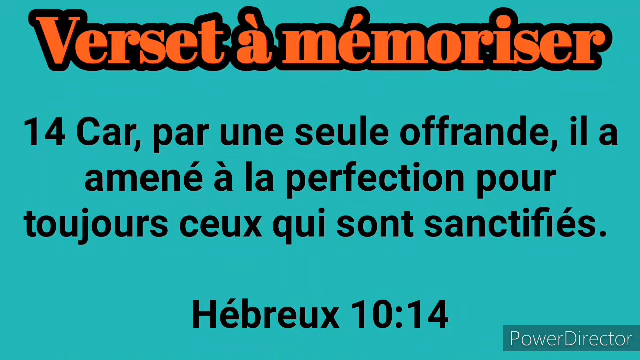 Verset à mémoriser
14 Car, par une seule offrande, il a
amené à la perfection pour
toujours ceux qui sont sanctifiés.
Hébreux 10:14
PowerDirector